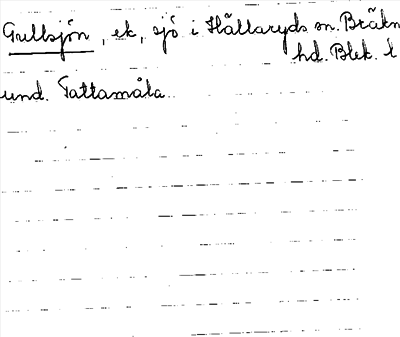 Gullsjön, ek, sjö i Hällaryds sn. Bräkn
hd. Blek. l
und. Tattamåla